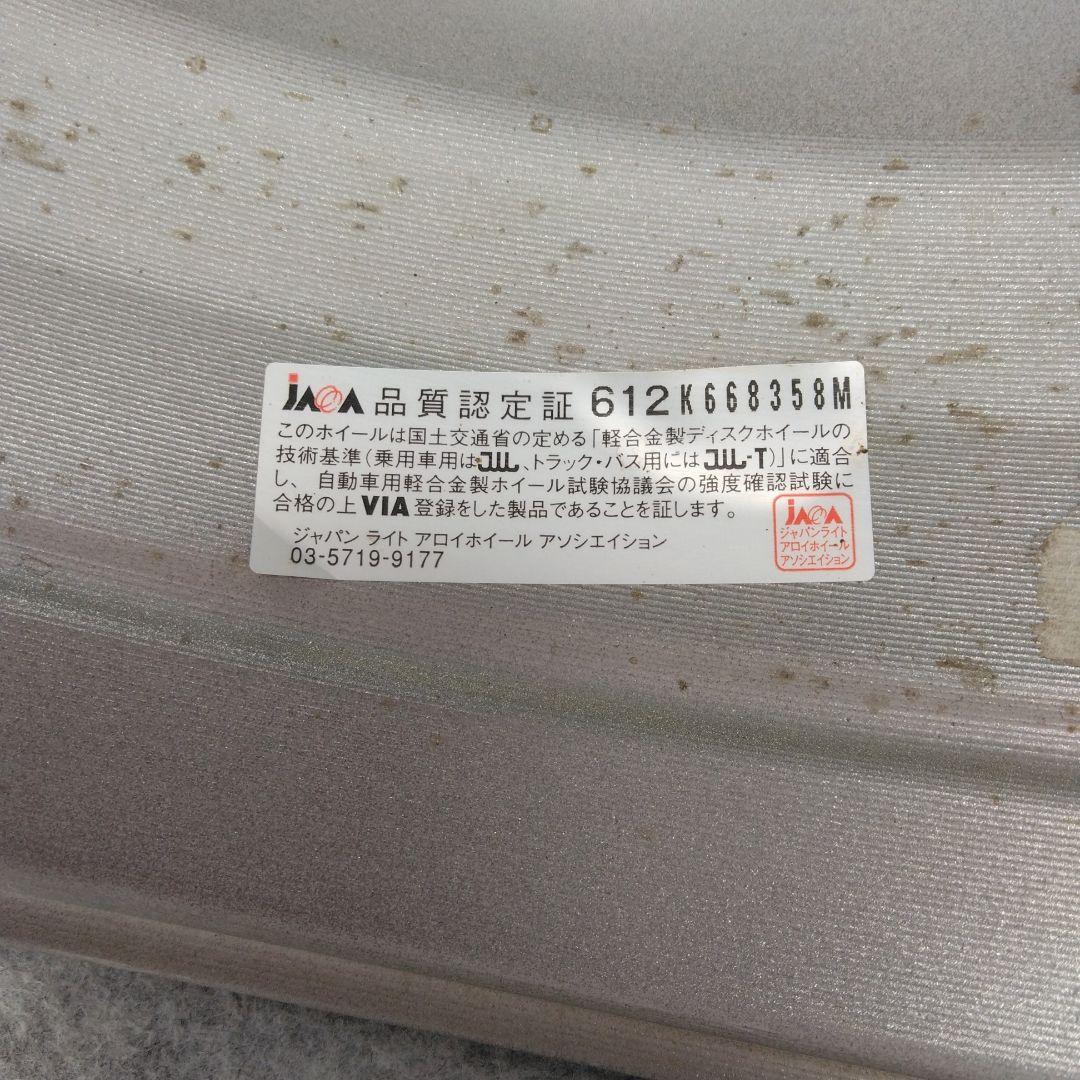 JAWA 品質認定証 612 K668358M
このホイールは国土交通省の定める「軽合金製ディスクホイールの
技術基準（乗用車用はJWL、トラック・バス用にはJWL-T）」に適合
し、自動車用軽合金製ホイール試験協議会の強度確認試験に
合格の上VIA登録をした製品であることを証します。
ジャパン ライト アロイホイール アソシエイション
03-5719-9177
JAWA
ジャパンライト
アロイホイール
アソシエイション